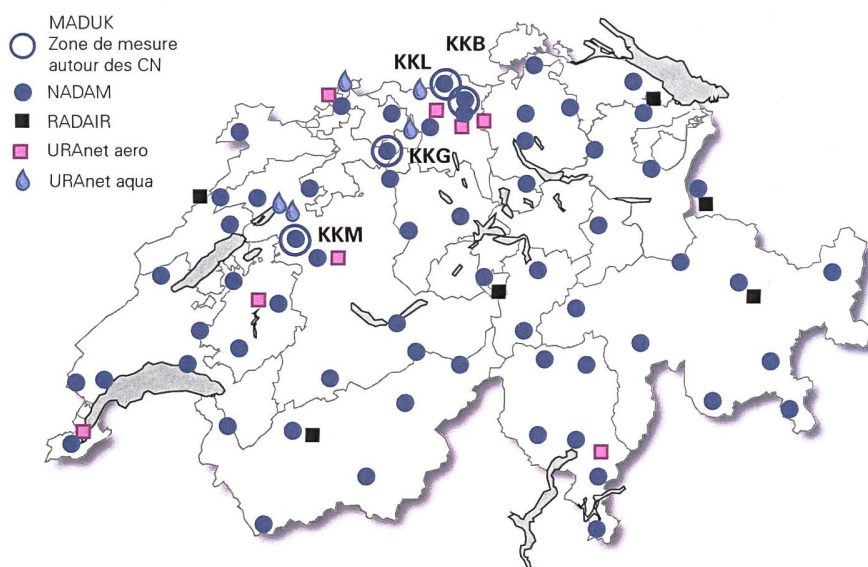 MADUK
Zone de mesure
autour des CN
NADAM
RADAIR
URAnet aero
URAnet aqua
KKB
KKL
KKG
KKM